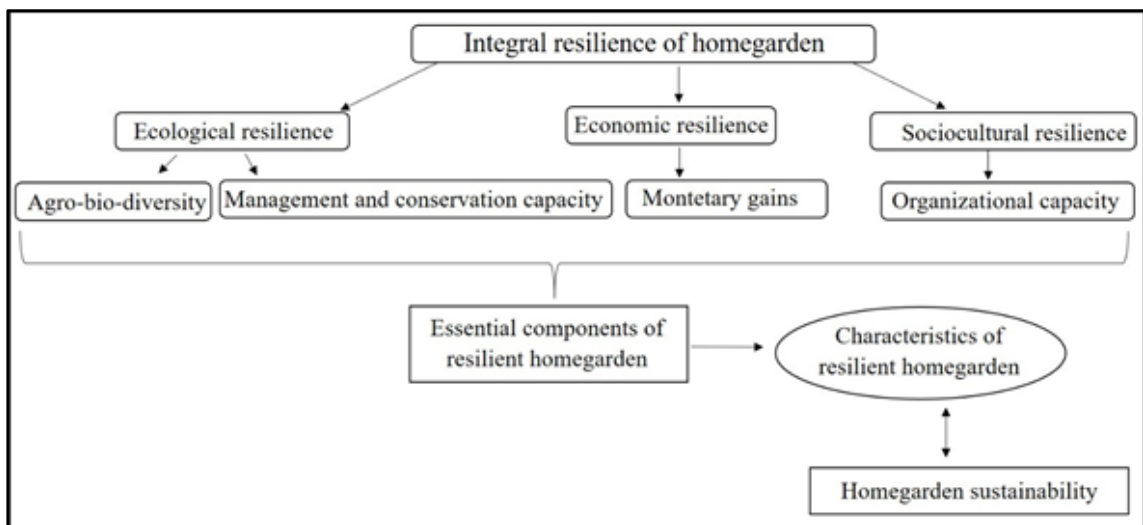 Integral resilience of homegarden
Ecological resilience
Economic resilience
Sociocultural resilience
Agro-bio-diversity
Management and conservation capacity
Montetary gains
Organizational capacity
Essential components of
resilient homegarden
Characteristics of
resilient homegarden
Homegarden sustainability